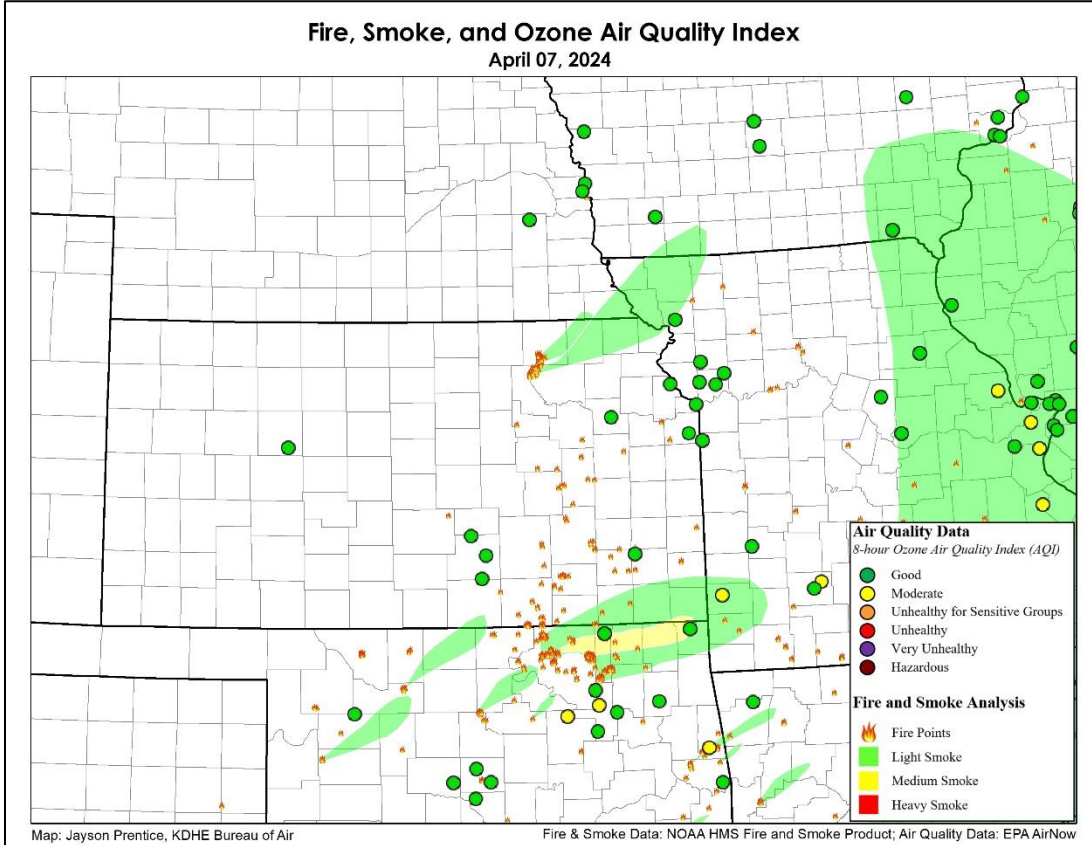 Fire, Smoke, and Ozone Air Quality Index
April 07, 2024
Air Quality Data
8-hour Ozone Air Quality Index (AQI)
Good
Moderate
Unhealthy for Sensitive Groups
Unhealthy
Very Unhealthy
Hazardous
Fire and Smoke Analysis
Fire Points
Light Smoke
Medium Smoke
Heavy Smoke
Map: Jayson Prentice, KDHE Bureau of Air
Fire & Smoke Data: NOAA HMS Fire and Smoke Product; Air Quality Data: EPA AirNow